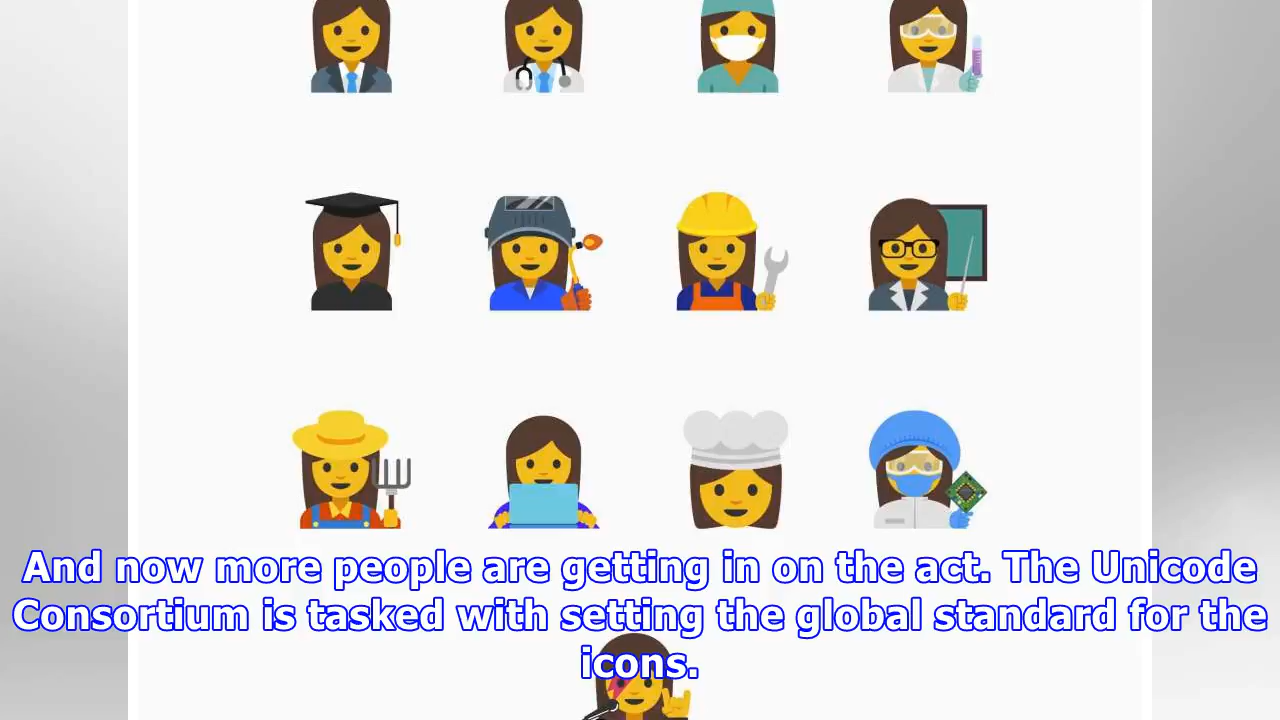 And now more people are getting in on the act. The Unicode
Consortium is tasked with setting the global standard for the
icons.